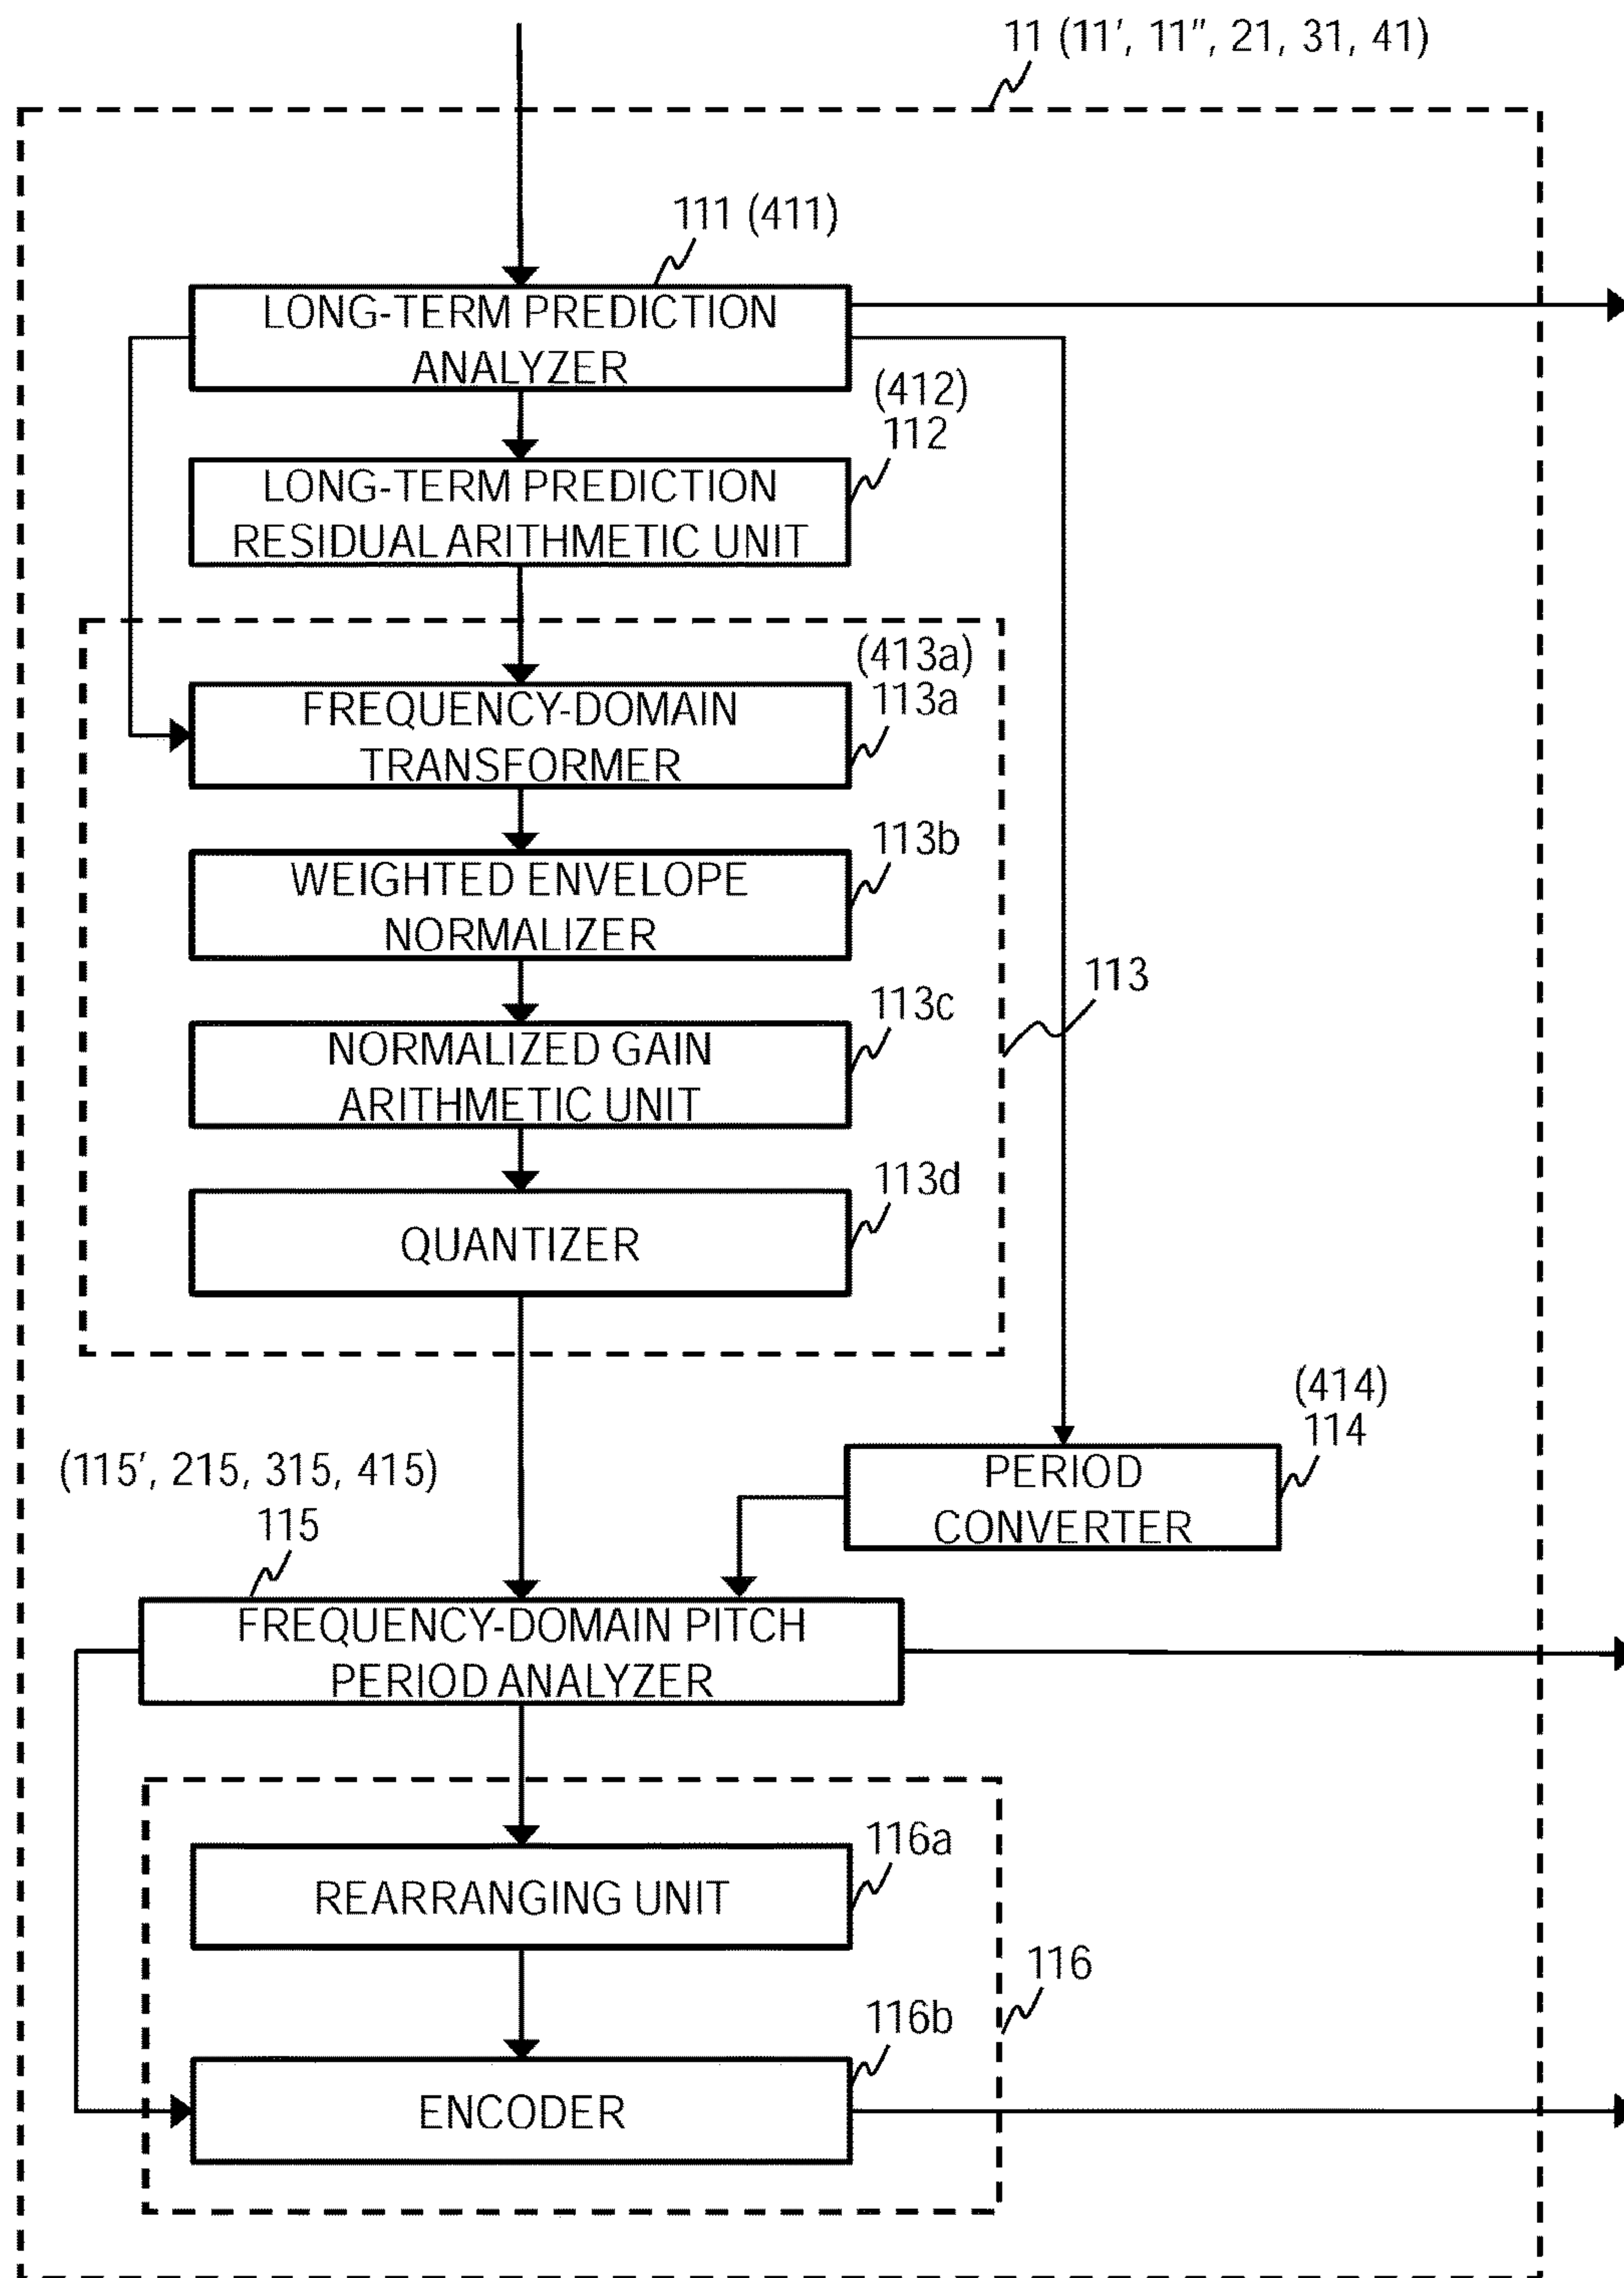 11 (11′, 11″, 21, 31, 41)
111 (411)
LONG-TERM PREDICTION
ANALYZER
(412)
112
LONG-TERM PREDICTION
RESIDUAL ARITHMETIC UNIT
(413a)
113a
FREQUENCY-DOMAIN
TRANSFORMER
113b
WEIGHTED ENVELOPE
NORMALIZER
113
113c
NORMALIZED GAIN
ARITHMETIC UNIT
113d
QUANTIZER
(414)
114
PERIOD
CONVERTER
(115′, 215, 315, 415)
115
FREQUENCY-DOMAIN PITCH
PERIOD ANALYZER
116a
REARRANGING UNIT
116
116b
ENCODER